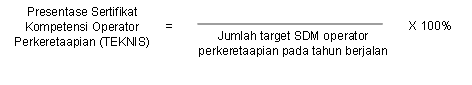 Presentase Sertifikat
Kompetensi Operator
Perkeretaapian (TEKNIS)
=
Jumlah target SDM operator
perkeretaapian pada tahun berjalan
X 100%